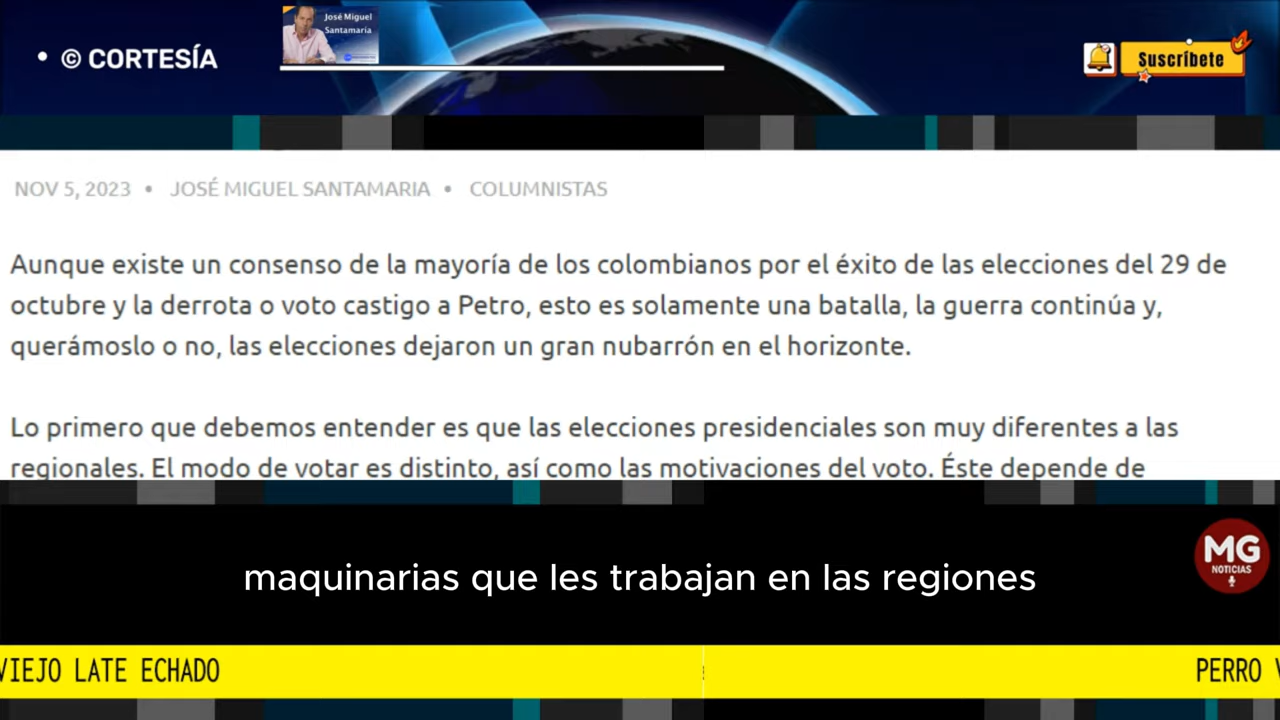 • © CORTESÍA
José Miguel
Santamaría
Suscríbete
NOV 5, 2023 • JOSÉ MIGUEL SANTAMARIA • COLUMNISTAS
Aunque existe un consenso de la mayoría de los colombianos por el éxito de las elecciones del 29 de
octubre y la derrota o voto castigo a Petro, esto es solamente una batalla, la guerra continúa y,
querámoslo o no, las elecciones dejaron un gran nubarrón en el horizonte.
Lo primero que debemos entender es que las elecciones presidenciales son muy diferentes a las
regionales. El modo de votar es distinto, así como las motivaciones del voto. Éste depende de
maquinarias que les trabajan en las regiones
MG
NOTICIAS
VIEJO LATE ECHADO
PERRO V